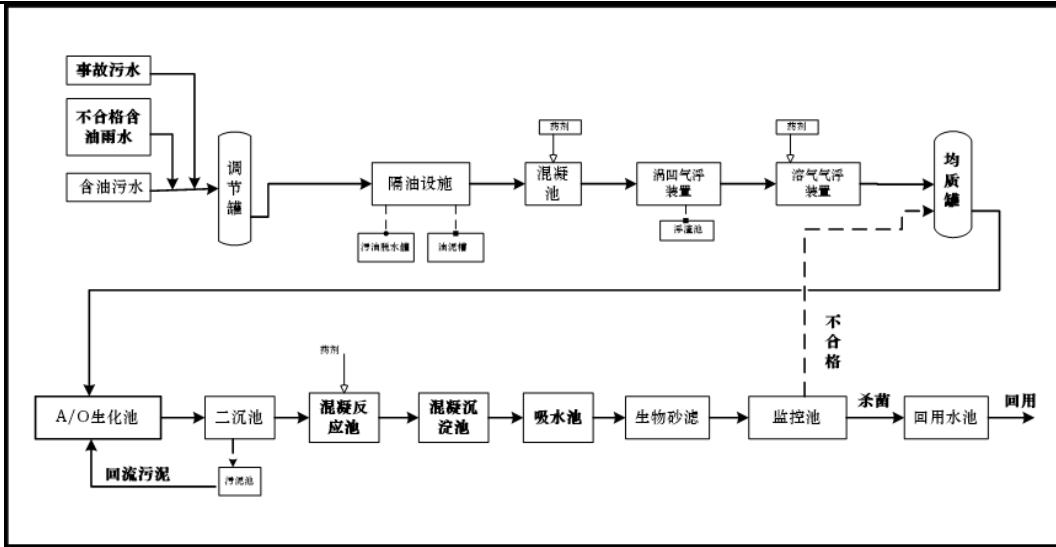 事故污水
不合格含
油雨水
含油污水
调
节
罐
隔油设施
污油脱水罐
油泥槽
药剂
混凝
池
涡凹气浮
装置
浮渣池
药剂
溶气气浮
装置
均
质
罐
不
合
格
A/O生化池
二沉池
回流污泥
污泥池
药剂
混凝反
应池
混凝沉
淀池
吸水池
生物砂滤
监控池
杀菌
回用水池
回用